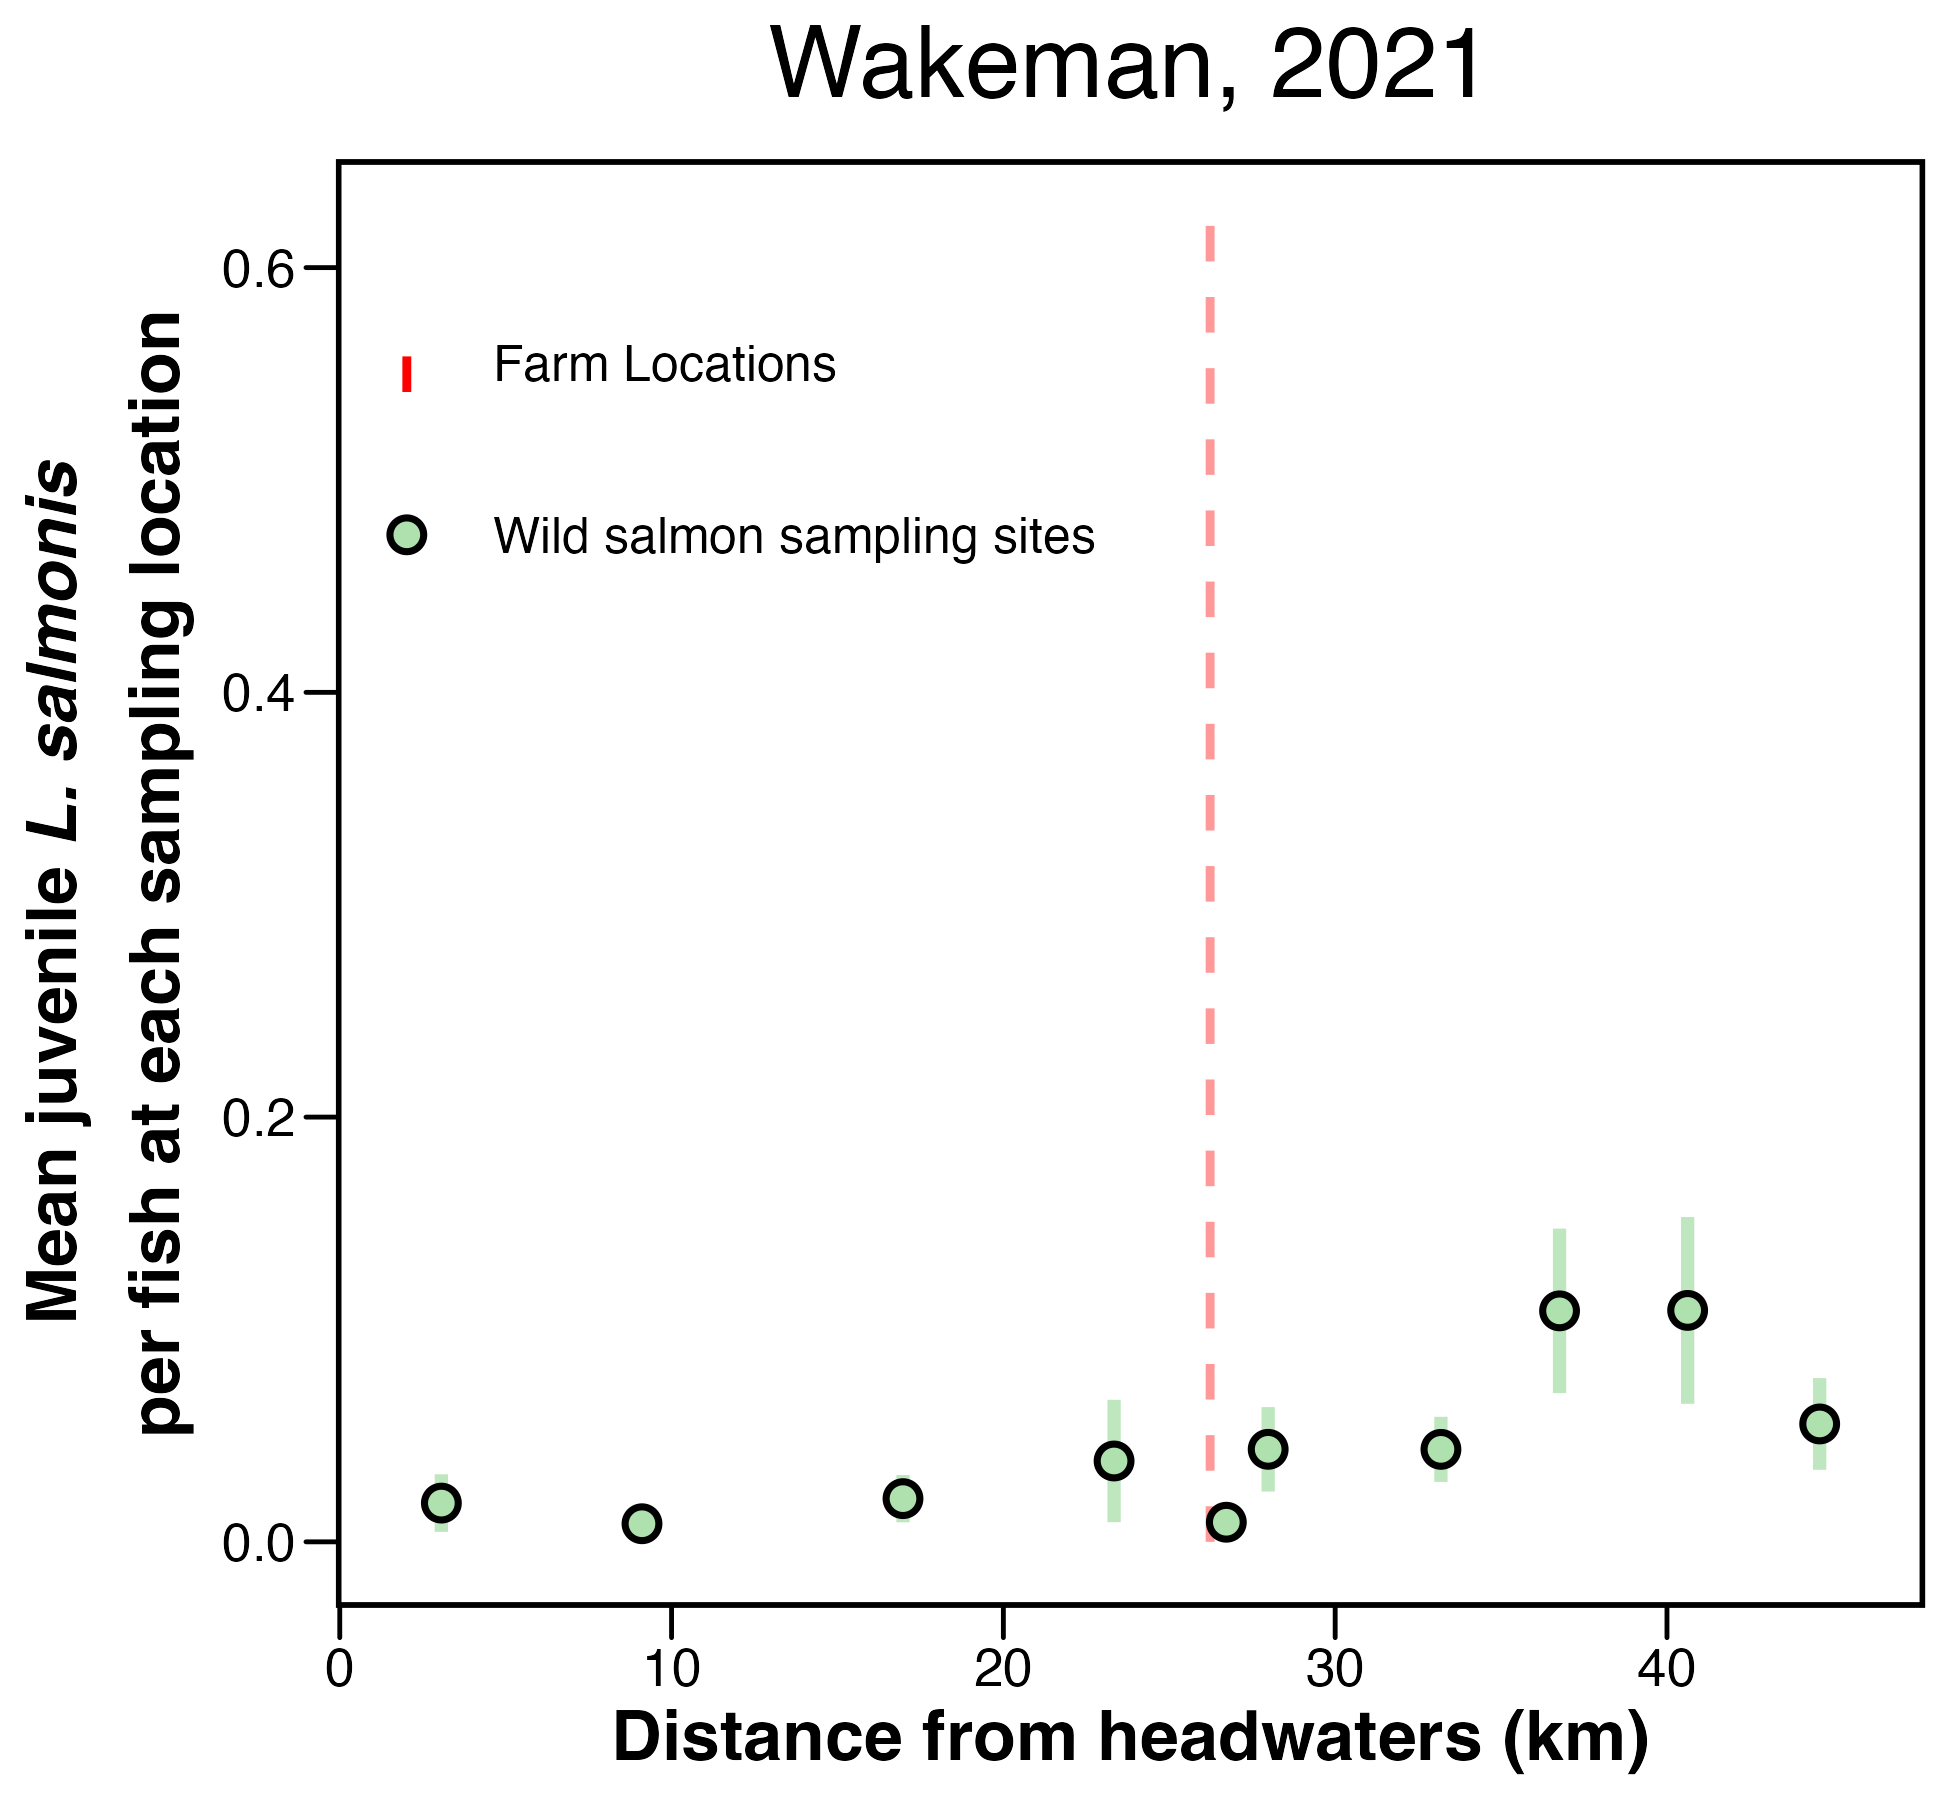 Wakeman, 2021
Mean juvenile L. salmonis
per fish at each sampling location
0.6
0.4
0.2
0.0
Farm Locations
Wild salmon sampling sites
0 10 20 30 40
Distance from headwaters (km)